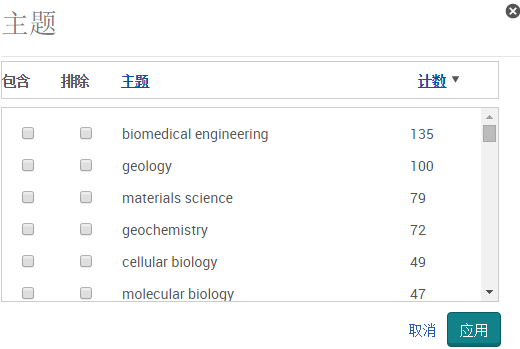 主题
包含 排除 主题 计数
biomedical engineering 135
geology 100
materials science 79
geochemistry 72
cellular biology 49
molecular biology 47
取消 应用